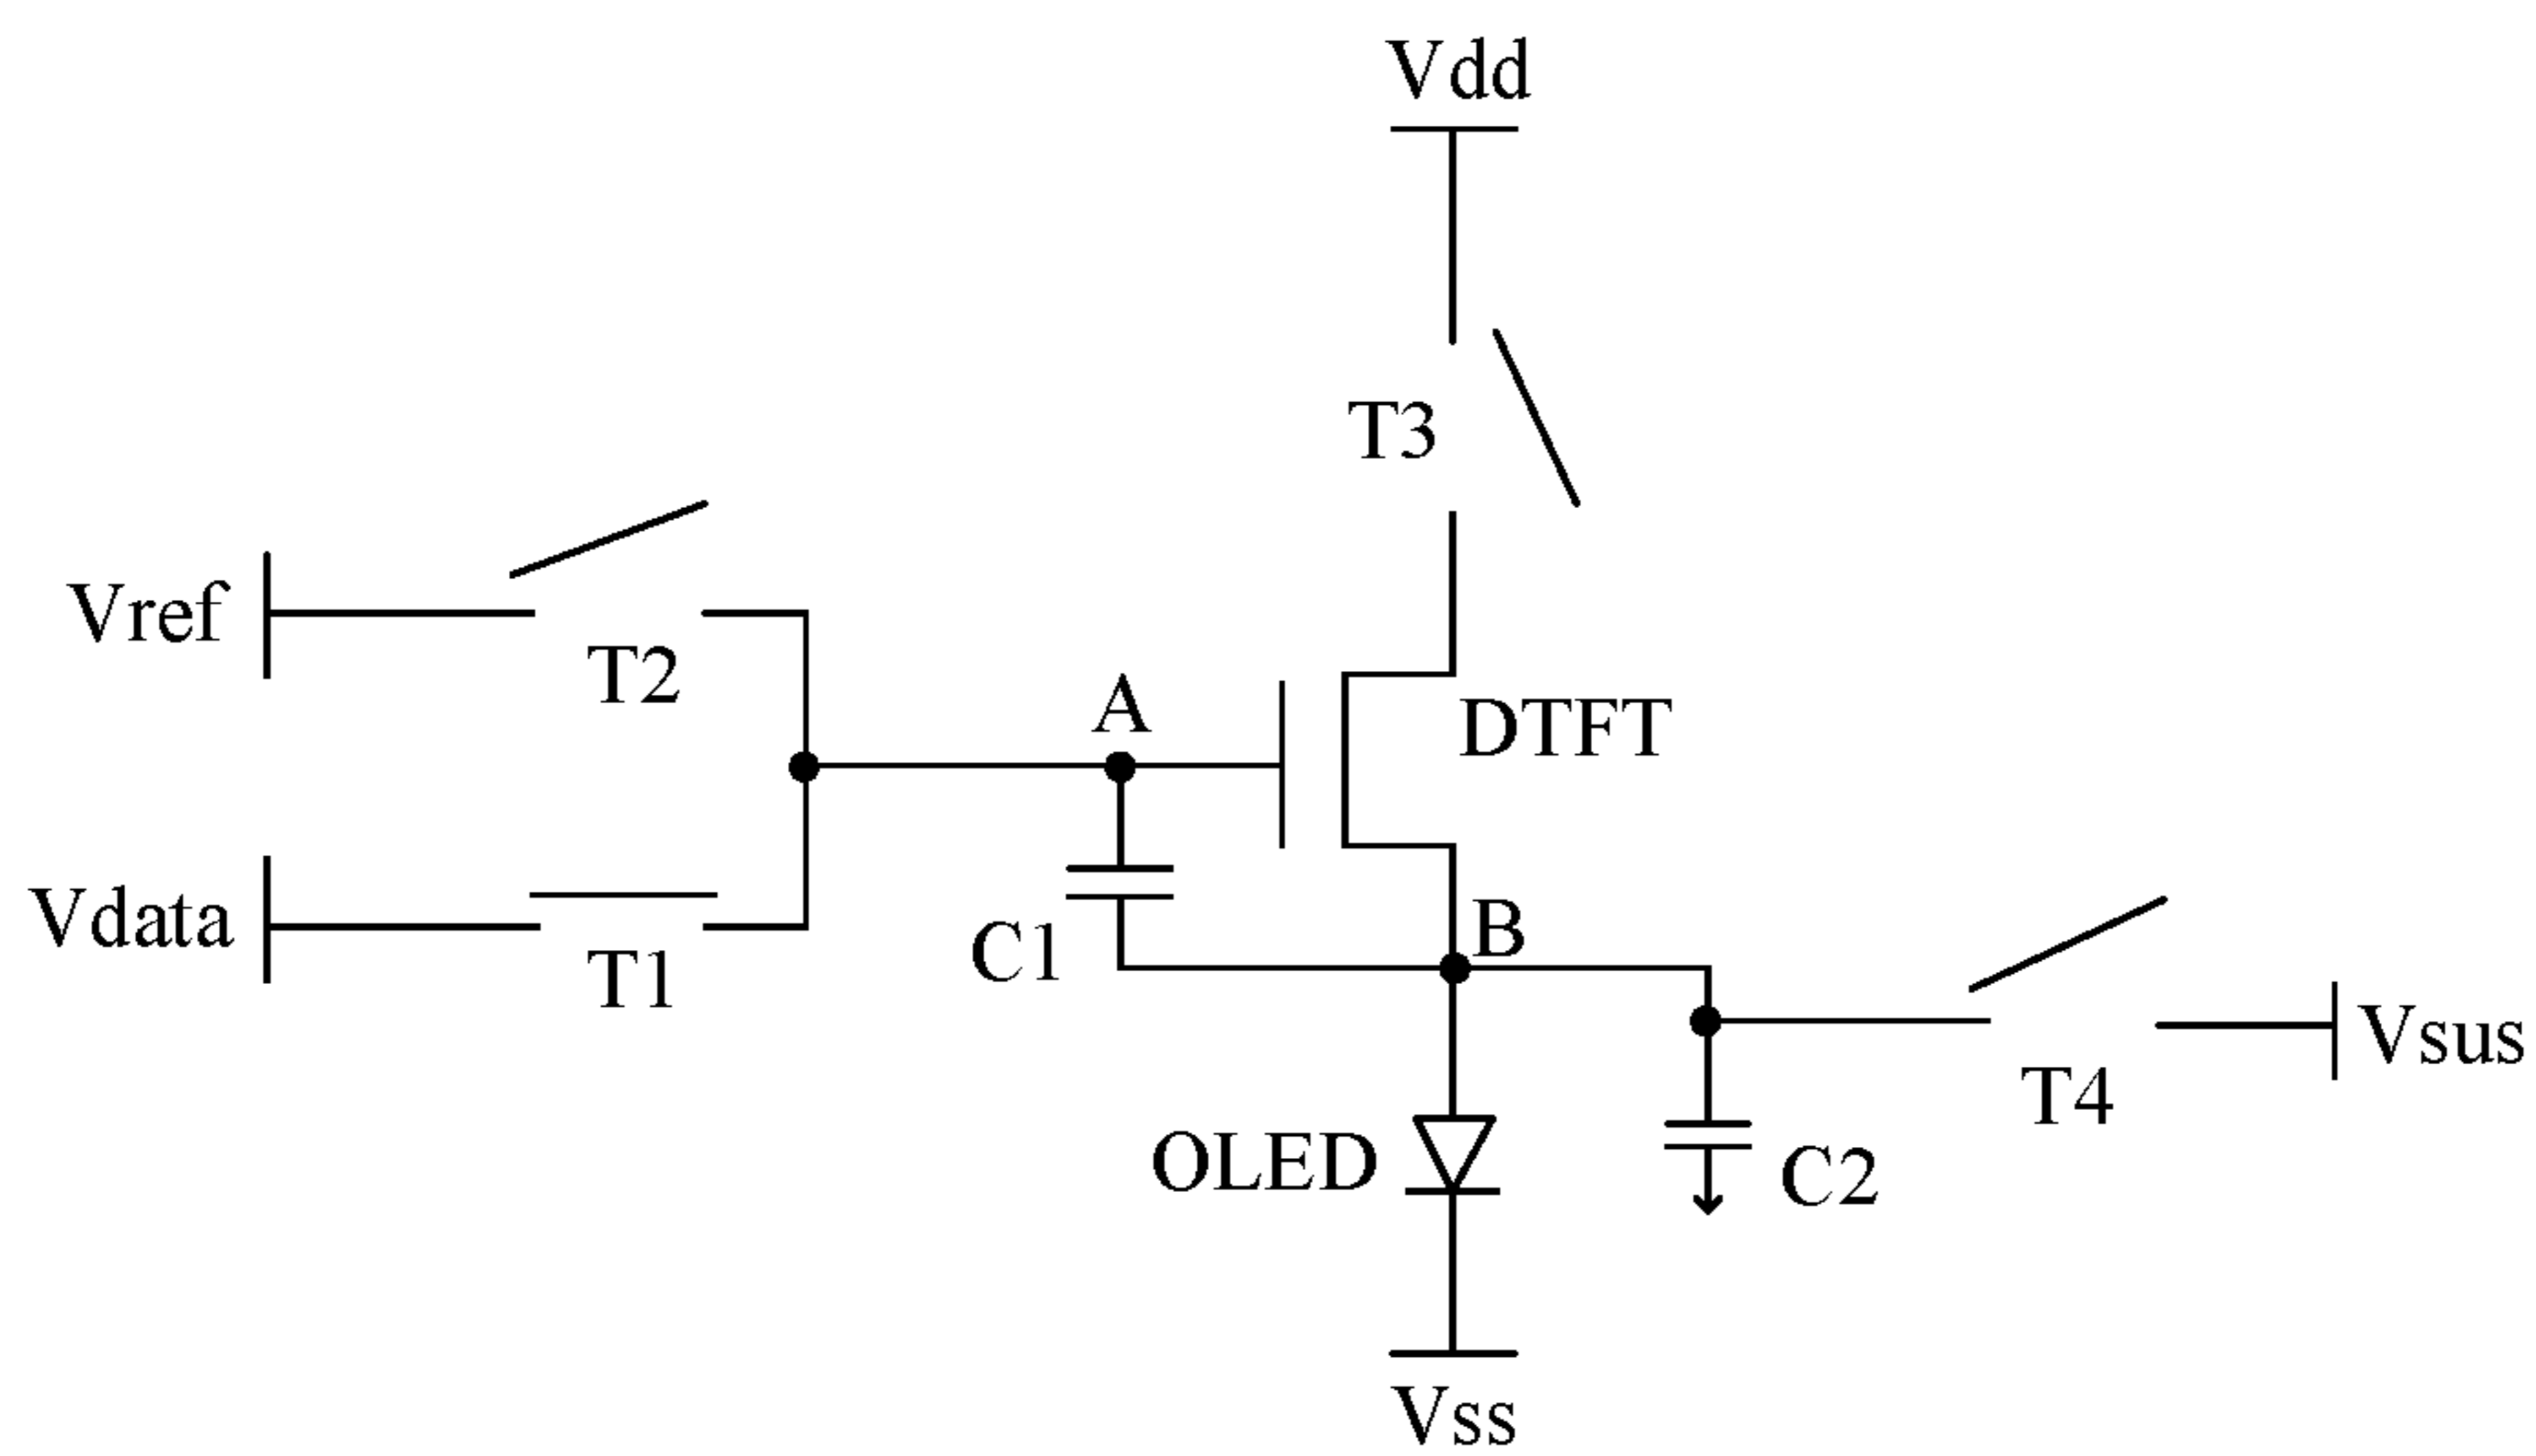 Vdd
T3
Vref
T2
A
DTFT
Vdata
T1
C1
B
Vsus
T4
OLED
C2
Vss